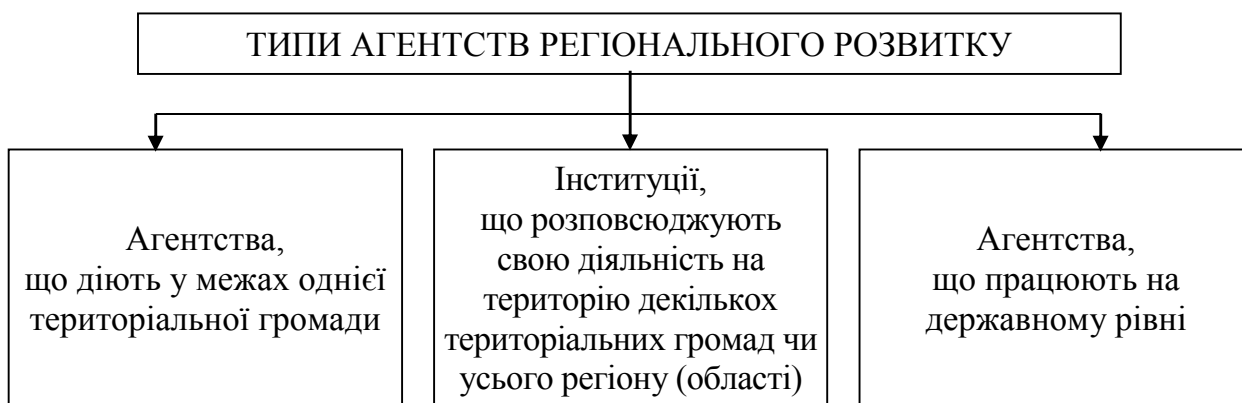 ТИПИ АГЕНТСТВ РЕГІОНАЛЬНОГО РОЗВИТКУ
Агентства,
що діють у межах однієї
територіальної громади
Інституції,
що розповсюджують
свою діяльність на
територію декількох
територіальних громад чи
усього регіону (області)
Агентства,
що працюють на
державному рівні